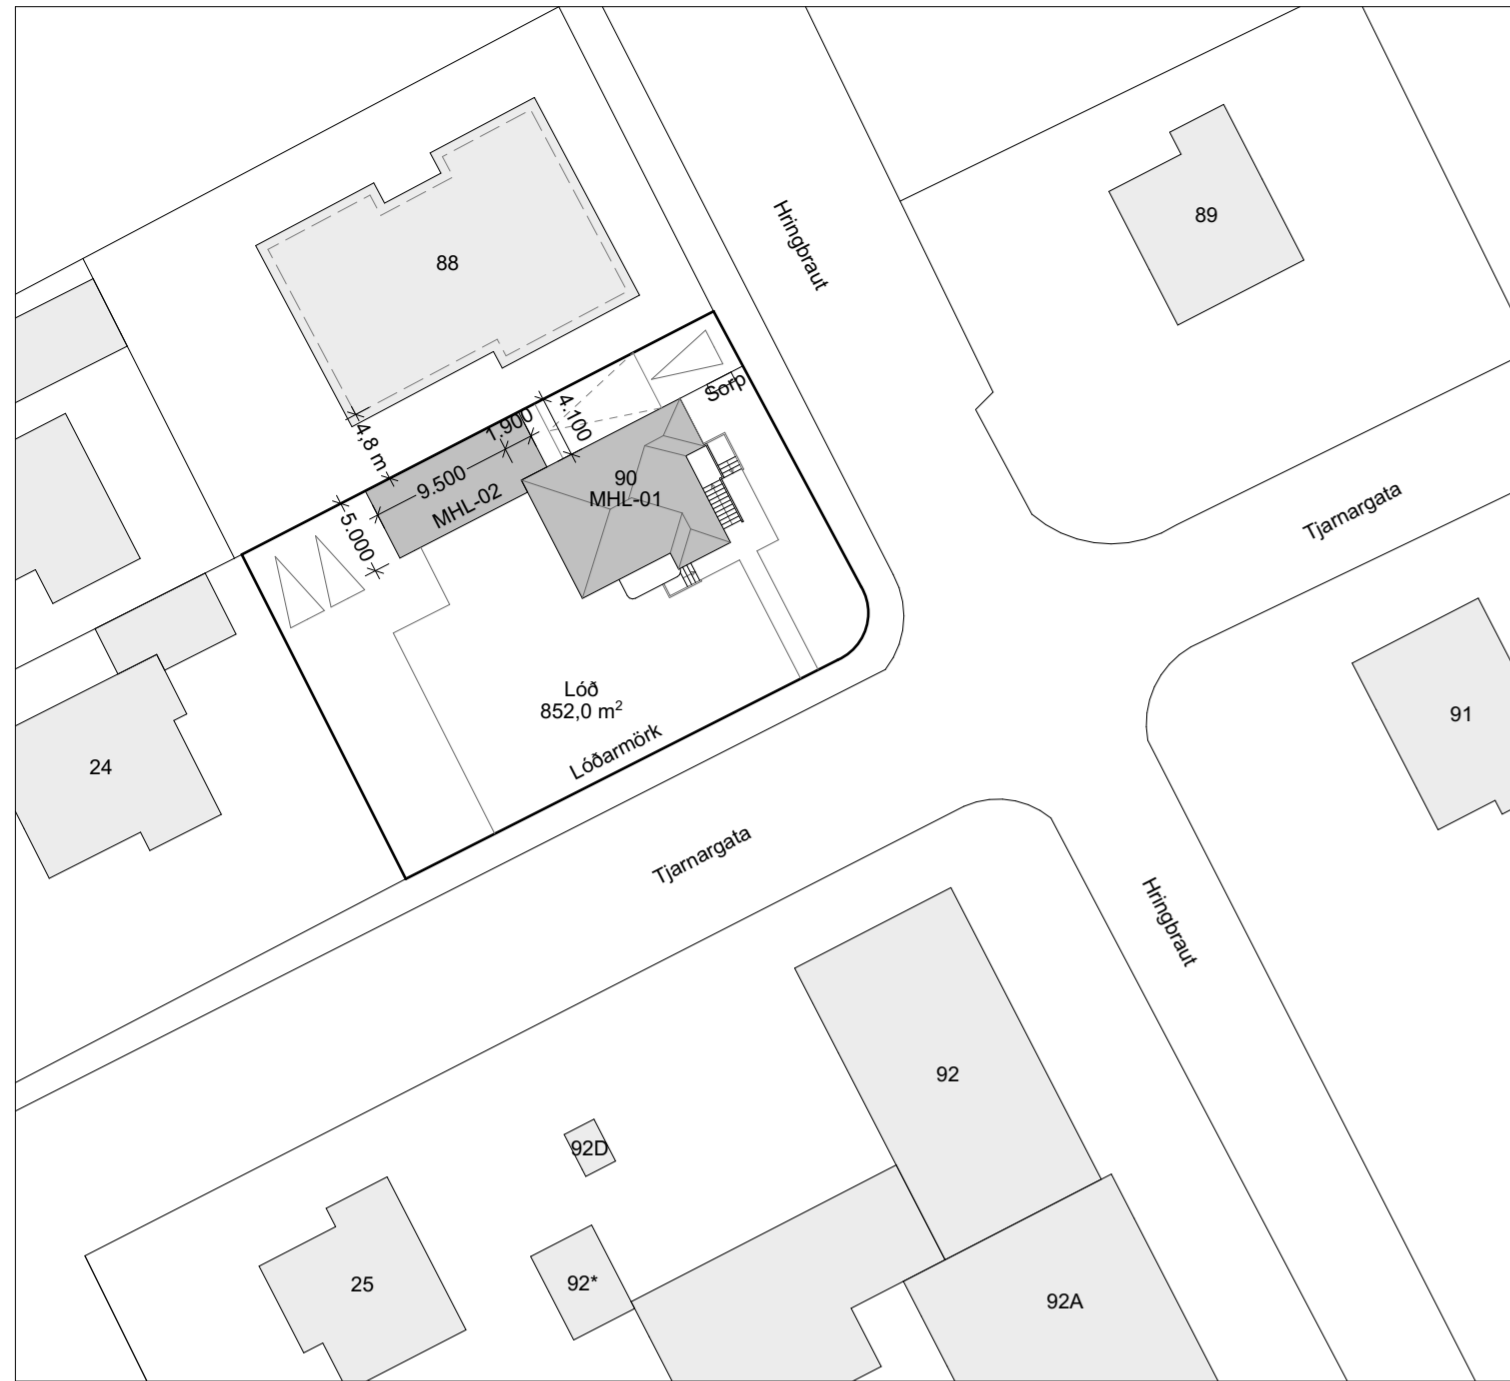 88
Hringbraut
89
Sorp
4,8 m
1.900
4.100
9.500
MHL-02
5.000
90
MHL-01
Tjarnargata
Lóð
852,0 m²
Lóðarmörk
24
91
Tjarnargata
Hringbraut
92
92D
25
92*
92A